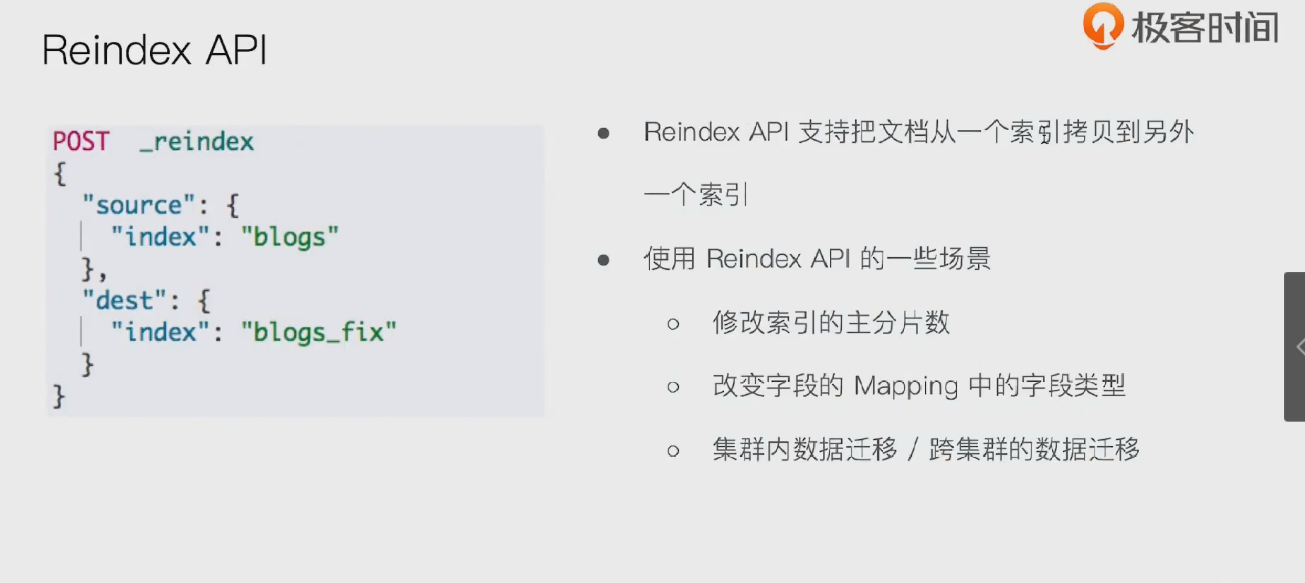 Reindex API
极客时间
POST _reindex
{
"source": {
"index": "blogs"
},
"dest": {
"index": "blogs_fix"
}
}
Reindex API 支持把文档从一个索引拷贝到另外
一个索引
使用 Reindex API 的一些场景
修改索引的主分片数
改变字段的 Mapping 中的字段类型
集群内数据迁移 / 跨集群的数据迁移